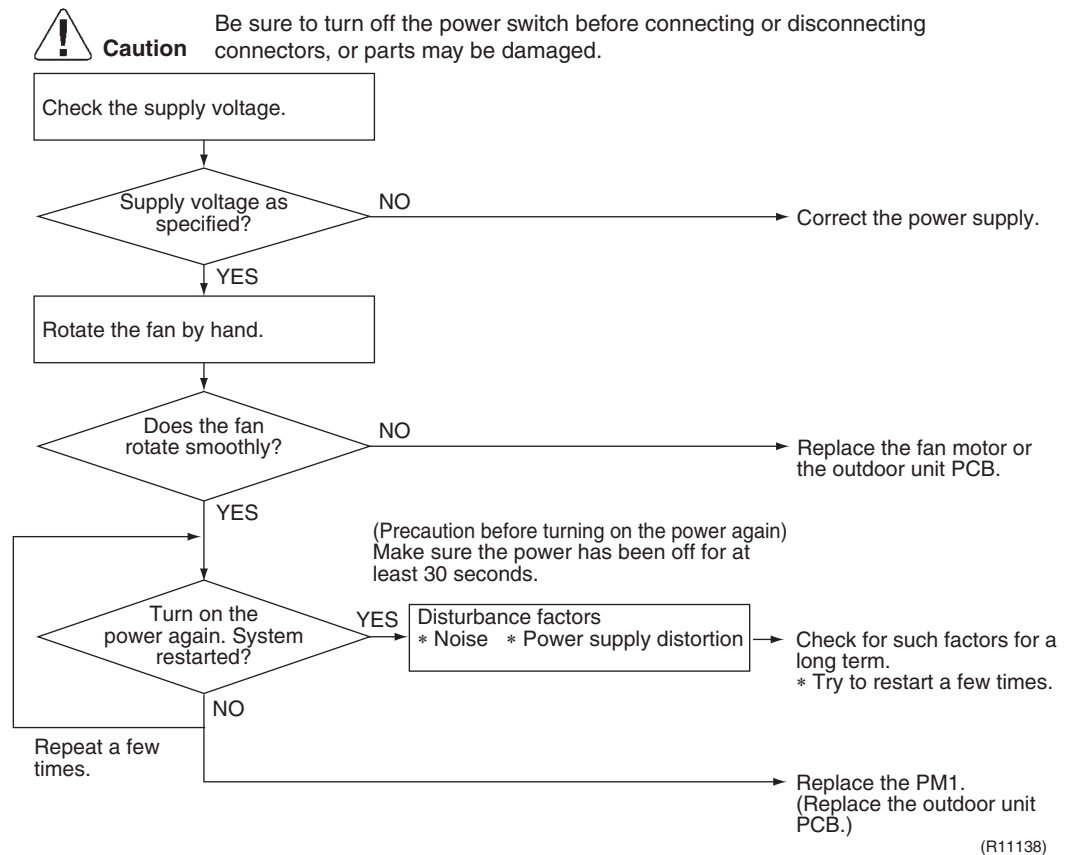 Be sure to turn off the power switch before connecting or disconnecting
Caution connectors, or parts may be damaged.
Check the supply voltage.
Supply voltage as
specified?
NO
Correct the power supply.
YES
Rotate the fan by hand.
Does the fan
rotate smoothly?
NO
Replace the fan motor or
the outdoor unit PCB.
YES
(Precaution before turning on the power again)
Make sure the power has been off for at
least 30 seconds.
Turn on the
power again. System
restarted?
YES
Disturbance factors
* Noise * Power supply distortion
Check for such factors for a
long term.
* Try to restart a few times.
NO
Repeat a few
times.
Replace the PM1.
(Replace the outdoor unit
PCB.)
(R11138)